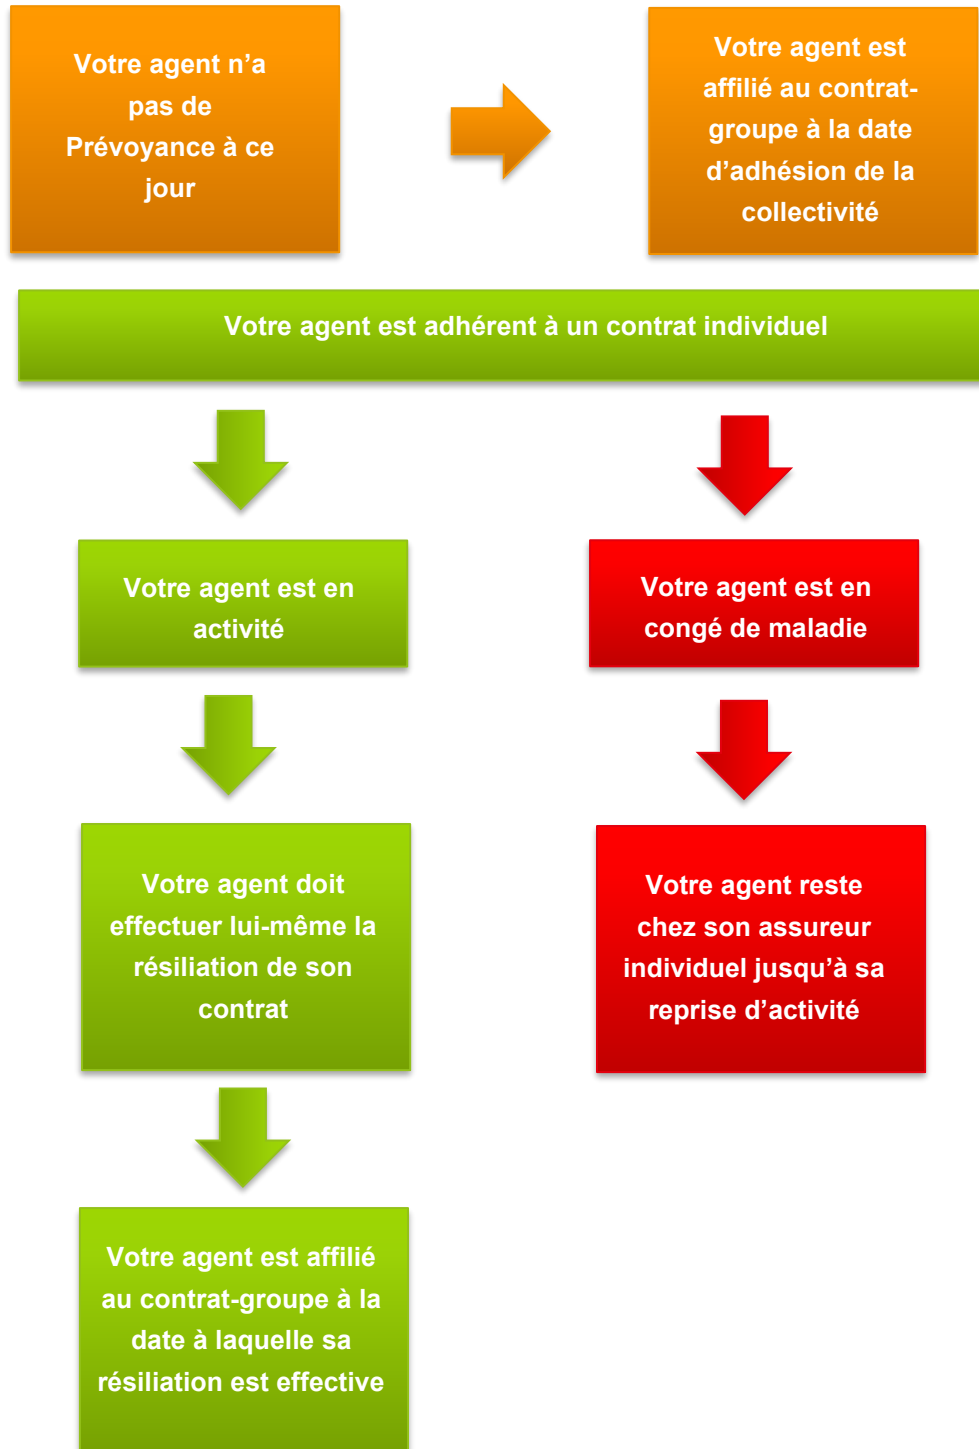 Votre agent n’a
pas de
Prévoyance à ce
jour
Votre agent est
affilié au contrat-
groupe à la date
d’adhésion de la
collectivité
Votre agent est adhérent à un contrat individuel
Votre agent est en
activité
Votre agent est en
congé de maladie
Votre agent doit
effectuer lui-même la
résiliation de son
contrat
Votre agent reste
chez son assureur
individuel jusqu’à sa
reprise d’activité
Votre agent est affilié
au contrat-groupe à la
date à laquelle sa
résiliation est effective